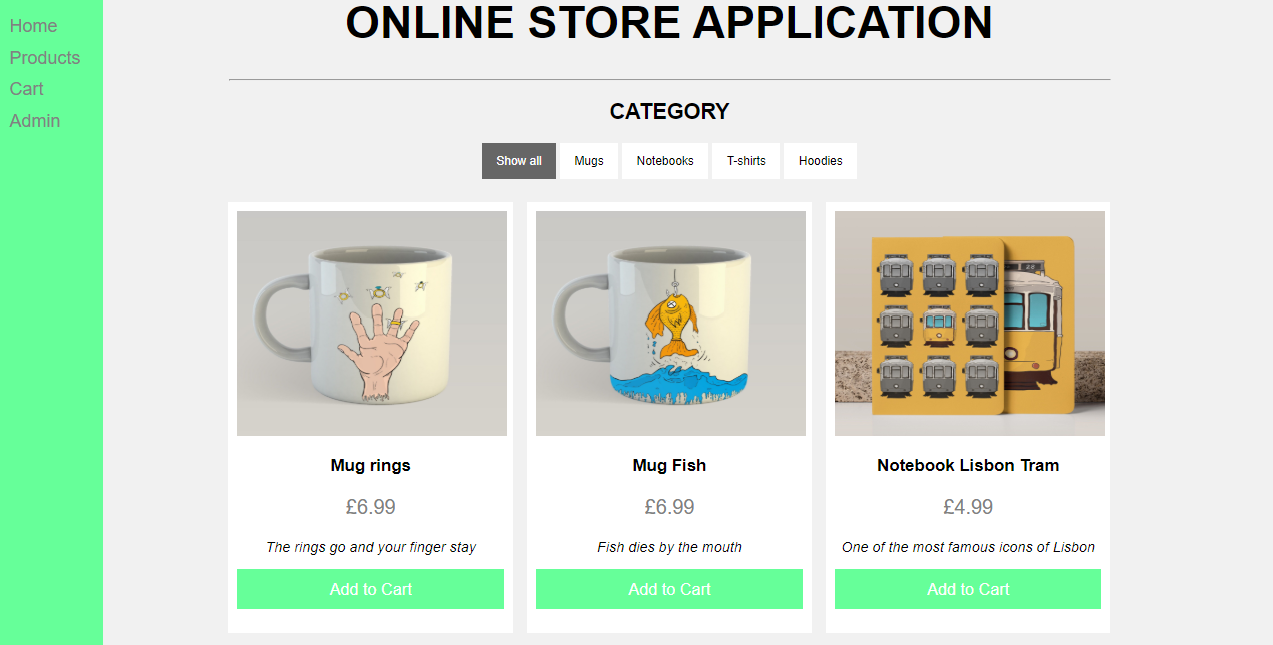 Home
Products
Cart
Admin
ONLINE STORE APPLICATION
CATEGORY
Show all
Mugs
Notebooks
T-shirts
Hoodies
Mug rings
£6.99
The rings go and your finger stay
Add to Cart
Mug Fish
£6.99
Fish dies by the mouth
Add to Cart
Notebook Lisbon Tram
£4.99
One of the most famous icons of Lisbon
Add to Cart